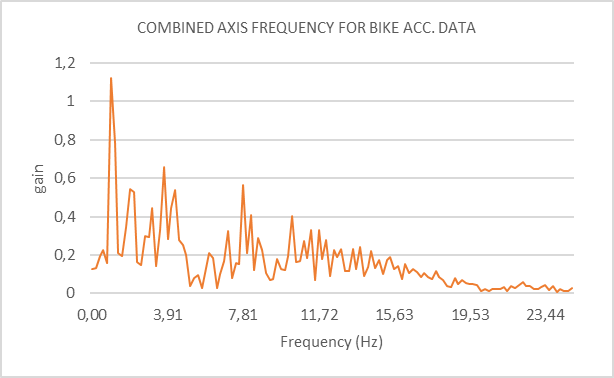 COMBINED AXIS FREQUENCY FOR BIKE ACC. DATA
1,2
1
0,8
0,6
0,4
0,2
0
gain
0,00 3,91 7,81 11,72 15,63 19,53 23,44
Frequency (Hz)